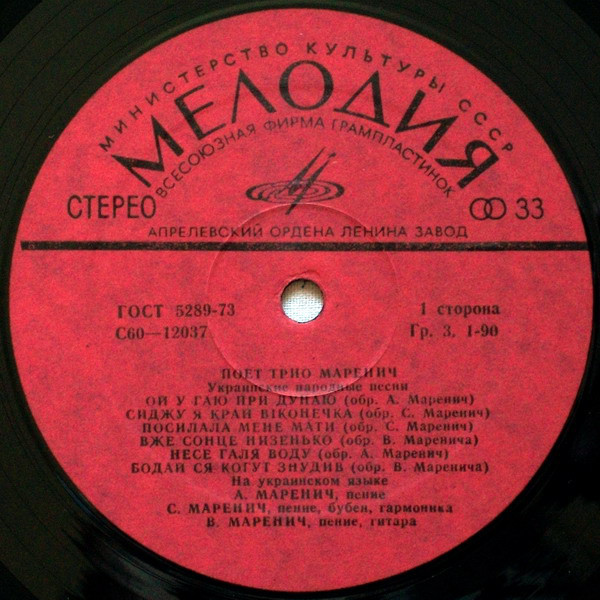 МИНИСТЕРСТВО КУЛЬТУРЫ СССР
МЕЛОДИЯ
ВСЕСОЮЗНАЯ ФИРМА ГРАМПЛАСТИНОК
СТЕРЕО 33
АПРЕЛЕВСКИЙ ОРДЕНА ЛЕНИНА ЗАВОД
ГОСТ 5289-73 1 сторона
С60—12037 Гр. 3, 1-90
ПОЕТ ТРИО МАРЕНИЧ
Украинские народные песни
ОЙ У ГАЮ ПРИ ДУНАЮ (обр. А. Маренич)
СИДЖУ Я КРАН ВІКОНЕЧКА (обр. С. Маренич)
ПОСИЛАЛА МЕНЕ МАТИ (обр. С. Маренич)
ВЖЕ СОНЦЕ НИЗЕНЬКО (обр. В. Маренича)
НЕСЕ ГАЛЯ ВОДУ (обр. А. Маренич)
БОДАЙ СЯ КОГУТ ЗНУДИВ (обр. В. Маренича)
На украинском языке
А. МАРЕНИЧ, пение
С. МАРЕНИЧ, пение, бубен, гармоника
В. МАРЕНИЧ, пение, гитара